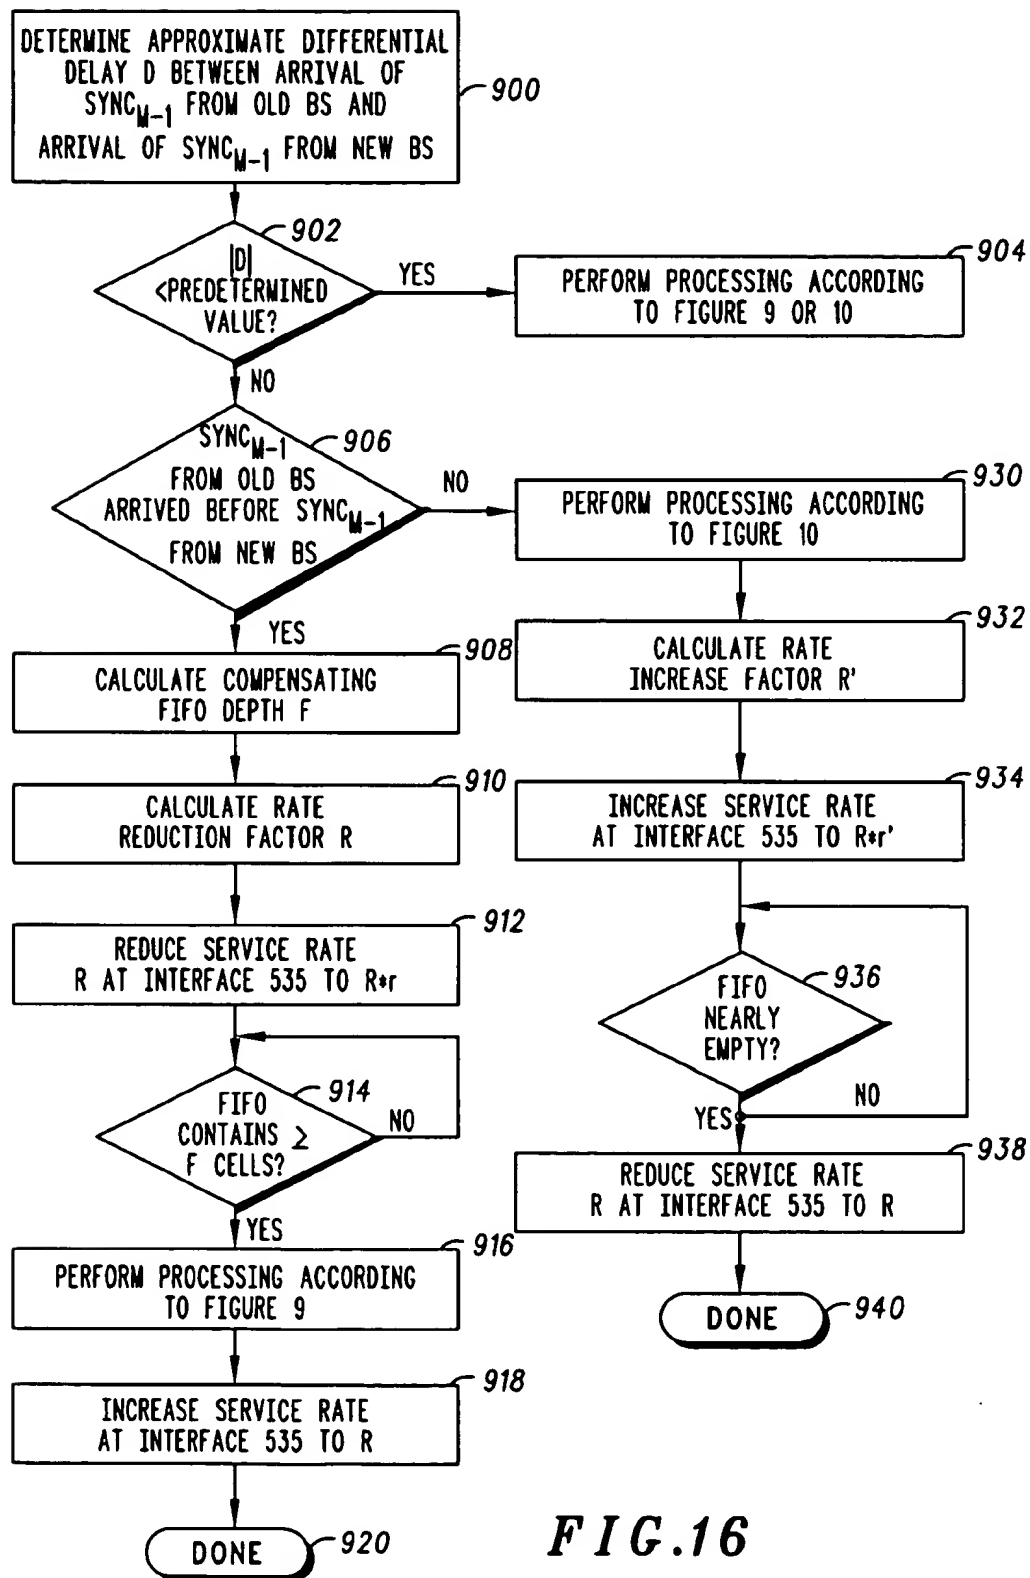 DETERMINE APPROXIMATE DIFFERENTIAL
DELAY D BETWEEN ARRIVAL OF
SYNC_M-1 FROM OLD BS AND
ARRIVAL OF SYNC_M-1 FROM NEW BS
900
902
|D|
<PREDETERMINED
VALUE?
YES
904
PERFORM PROCESSING ACCORDING
TO FIGURE 9 OR 10
NO
906
SYNC_M-1
FROM OLD BS
ARRIVED BEFORE SYNC_M-1
FROM NEW BS
NO
930
PERFORM PROCESSING ACCORDING
TO FIGURE 10
YES
908
CALCULATE COMPENSATING
FIFO DEPTH F
932
CALCULATE RATE
INCREASE FACTOR R'
910
CALCULATE RATE
REDUCTION FACTOR R
934
INCREASE SERVICE RATE
AT INTERFACE 535 TO R*r'
912
REDUCE SERVICE RATE
R AT INTERFACE 535 TO R*r
936
FIFO
NEARLY
EMPTY?
NO
YES
914
FIFO
CONTAINS ≥
F CELLS?
NO
YES
938
REDUCE SERVICE RATE
R AT INTERFACE 535 TO R
916
PERFORM PROCESSING ACCORDING
TO FIGURE 9
DONE
940
918
INCREASE SERVICE RATE
AT INTERFACE 535 TO R
DONE
920
FIG.16